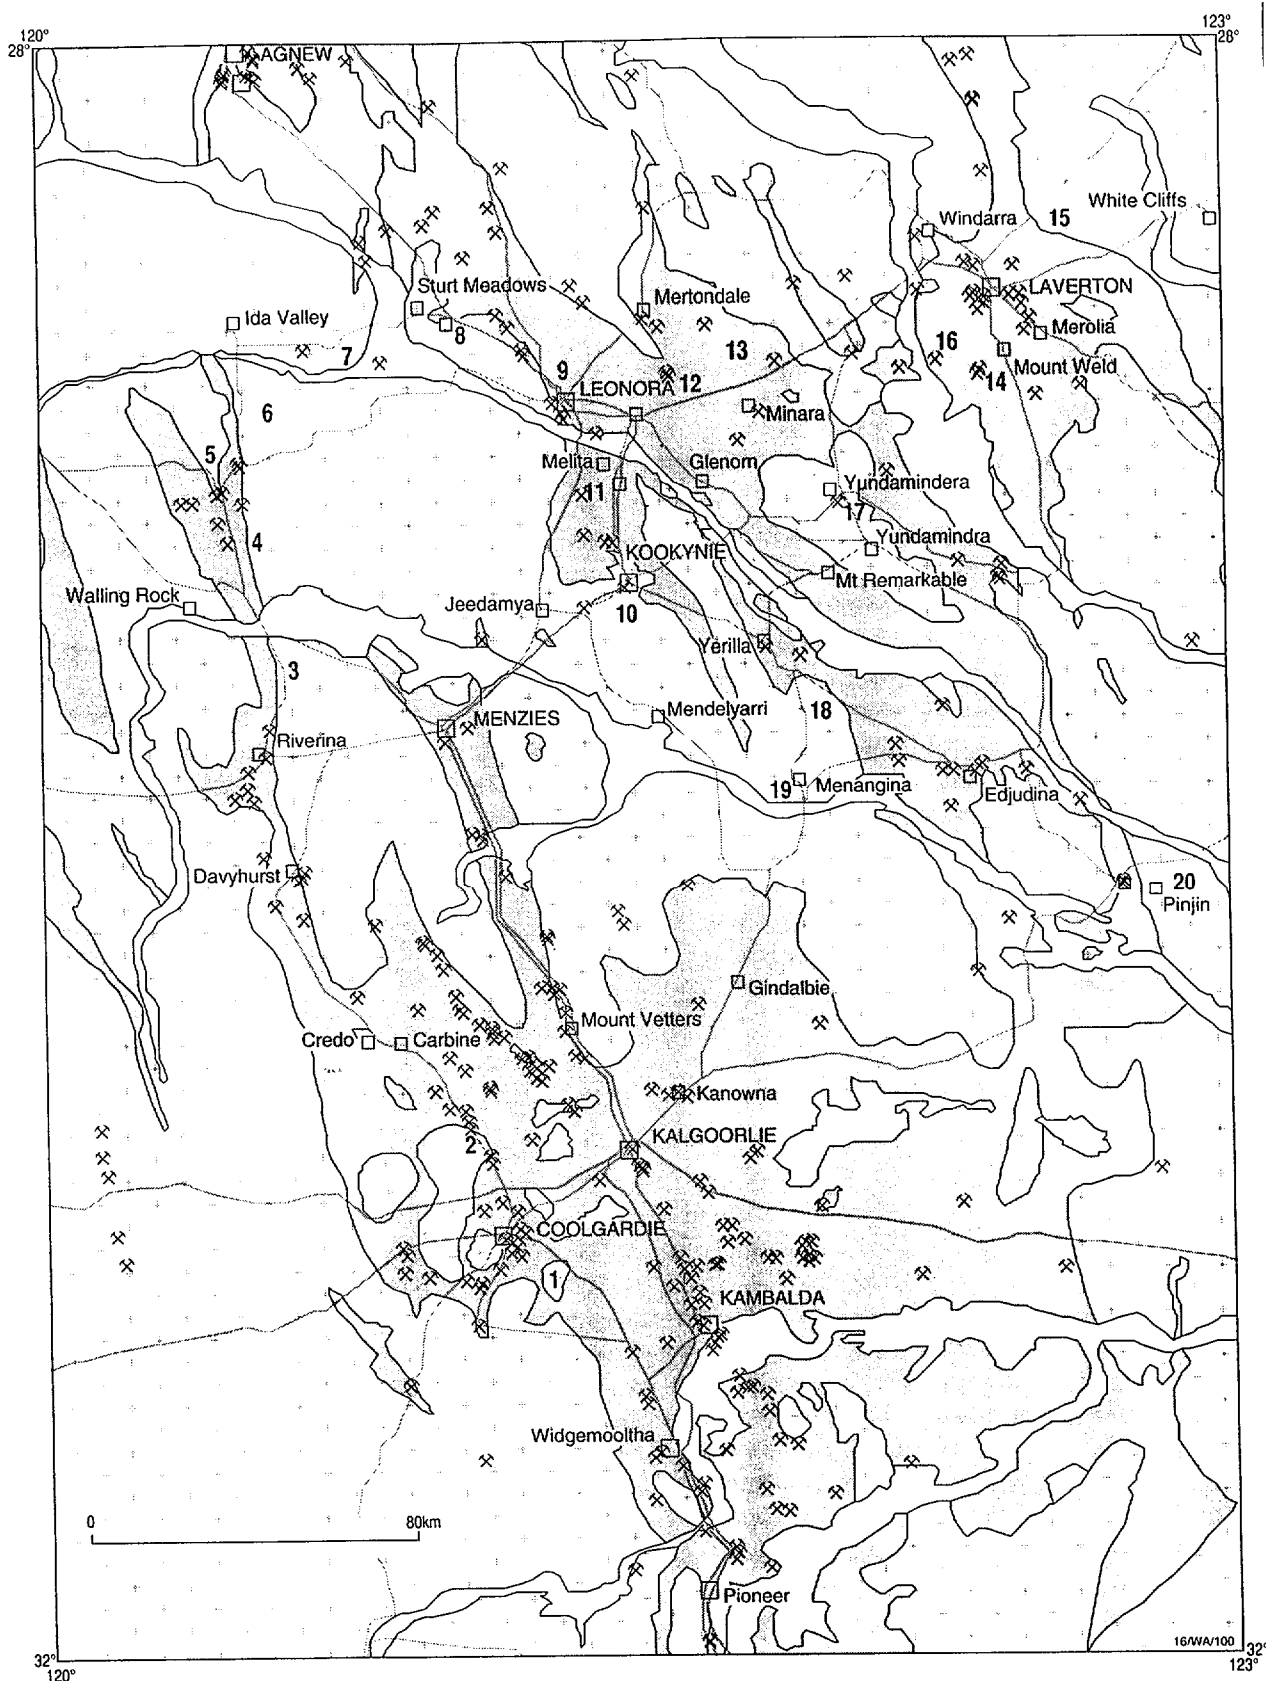 120°
123°
28°
28°
AGNEW
White Cliffs
Windarra
15
Sturt Meadows
Mertondale
LAVERTON
Ida Valley
8
Merolia
7
13
16
9
12
Mount Weld
LEONORA
14
6
Minara
5
Melita
Glenorn
11
Yundamindera
17
4
KOOKYNIE
Yundamindra
Mt Remarkable
Walling Rock
Jeedamya
10
Yerilla
3
18
MENZIES
Mendelyarri
Riverina
19
Menangina
Edjudina
Davyhurst
20
Pinjin
Gindalbie
Mount Vetters
Credo
Carbine
Kanowna
KALGOORLIE
2
COOLGARDIE
1
KAMBALDA
Widgemooltha
0
80km
Pioneer
16/WA/100
32°
32°
120°
123°